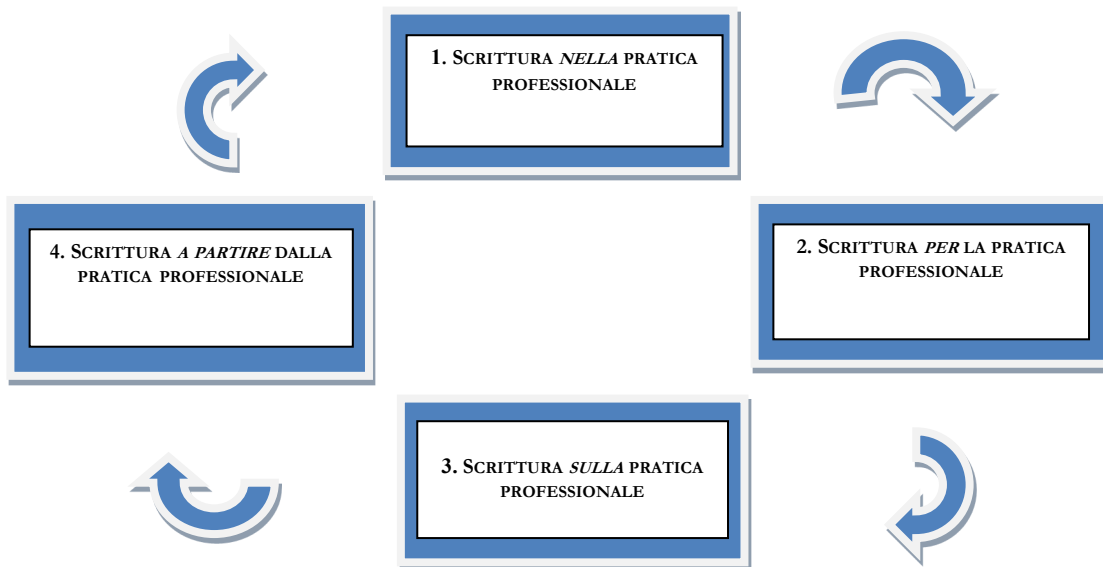 1. SCRITTURA NELLA PRATICA
PROFESSIONALE
4. SCRITTURA A PARTIRE DALLA
PRATICA PROFESSIONALE
2. SCRITTURA PER LA PRATICA
PROFESSIONALE
3. SCRITTURA SULLA PRATICA
PROFESSIONALE